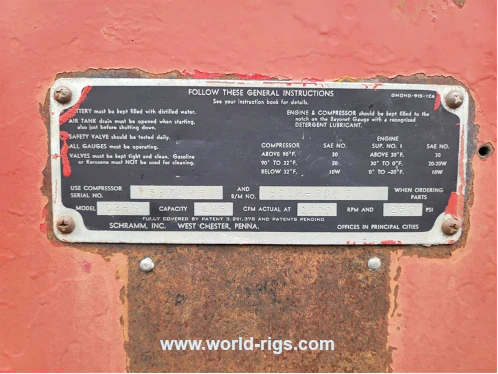 FOLLOW THESE GENERAL INSTRUCTIONS
See your instruction book for details.
must be kept filled with distilled water.
AIR TANK drain must be opened when starting,
also just before shutting down.
SAFETY VALVE should be tested daily.
ALL GAUGES must be operating.
VALVES must be kept tight and clean. Gasoline
or Kerosene must NOT be used for cleaning.
ENGINE & COMPRESSOR should be kept filled to the
notch on the Bayonet Gauge with a recognized
DETERGENT LUBRICANT.
ENGINE
COMPRESSOR SAE NO. SUP. NO. 1 SAE NO.
ABOVE 90°F. 30 ABOVE 30°F. 30
90° TO 32°F. 20 30° TO 0°F. 20-20W
BELOW 32°F. 10W 0° TO -20°F. 10W
USE COMPRESSOR SERIAL NO. AND B/M NO. WHEN ORDERING PARTS
MODEL CAPACITY CFM ACTUAL AT RPM AND PSI
FULLY COVERED BY PATENT 3,291,376 AND PATENTS PENDING
SCHRAMM, INC. WEST CHESTER, PENNA. OFFICES IN PRINCIPAL CITIES
www.world-rigs.com